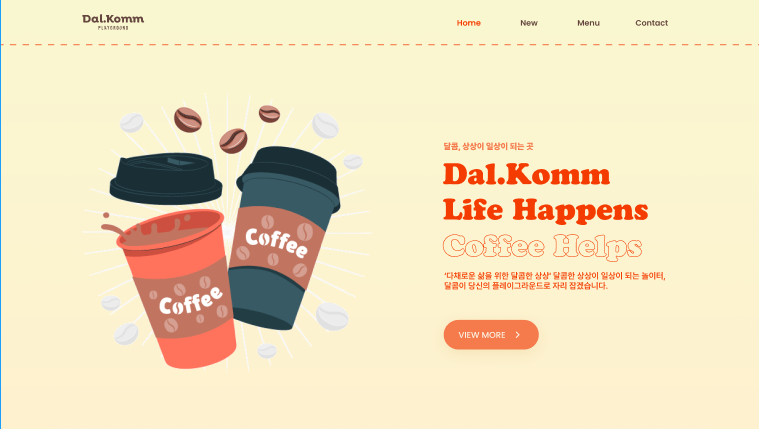 Dal.Komm
PLAYGROUND
Home
New
Menu
Contact
Coffee
Coffee
달콤, 상상이 일상이 되는 곳
Dal.Komm
Life Happens
Coffee Helps
'다채로운 삶을 위한 달콤한 상상' 달콤한 상상이 일상이 되는 놀이터,
달콤이 당신의 플레이그라운드로 자리 잡겠습니다.
VIEW MORE